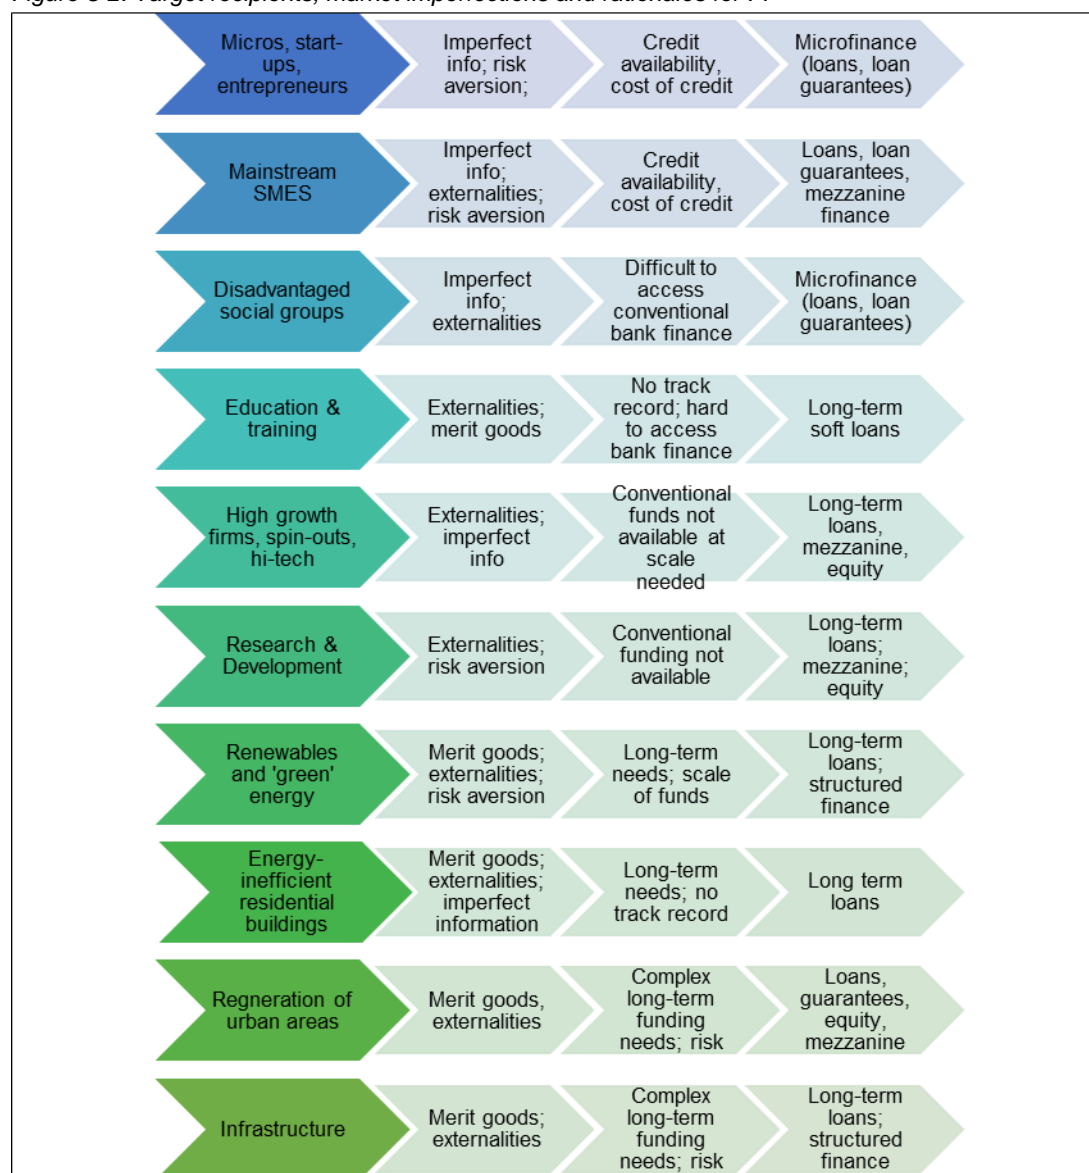 Micros, start-
ups,
entrepreneurs
Imperfect
info; risk
aversion;
Credit
availability,
cost of credit
Microfinance
(loans, loan
guarantees)
Mainstream
SMES
Imperfect
info;
externalities;
risk aversion
Credit
availability,
cost of credit
Loans, loan
guarantees,
mezzanine
finance
Disadvantaged
social groups
Imperfect
info;
externalities
Difficult to
access
conventional
bank finance
Microfinance
(loans, loan
guarantees)
Education &
training
Externalities;
merit goods
No track
record; hard
to access
bank finance
Long-term
soft loans
High growth
firms, spin-outs,
hi-tech
Externalities;
imperfect
info
Conventional
funds not
available at
scale
needed
Long-term
loans,
mezzanine,
equity
Research &
Development
Externalities;
risk aversion
Conventional
funding not
available
Long-term
loans;
mezzanine;
equity
Renewables
and 'green'
energy
Merit goods;
externalities;
risk aversion
Long-term
needs; scale
of funds
Long-term
loans;
structured
finance
Energy-
inefficient
residential
buildings
Merit goods;
externalities;
imperfect
information
Long-term
needs; no
track record
Long term
loans
Regneration of
urban areas
Merit goods,
externalities
Complex
long-term
funding
needs; risk
Loans,
guarantees,
equity,
mezzanine
Infrastructure
Merit goods;
externalities
Complex
long-term
funding
needs; risk
Long-term
loans;
structured
finance